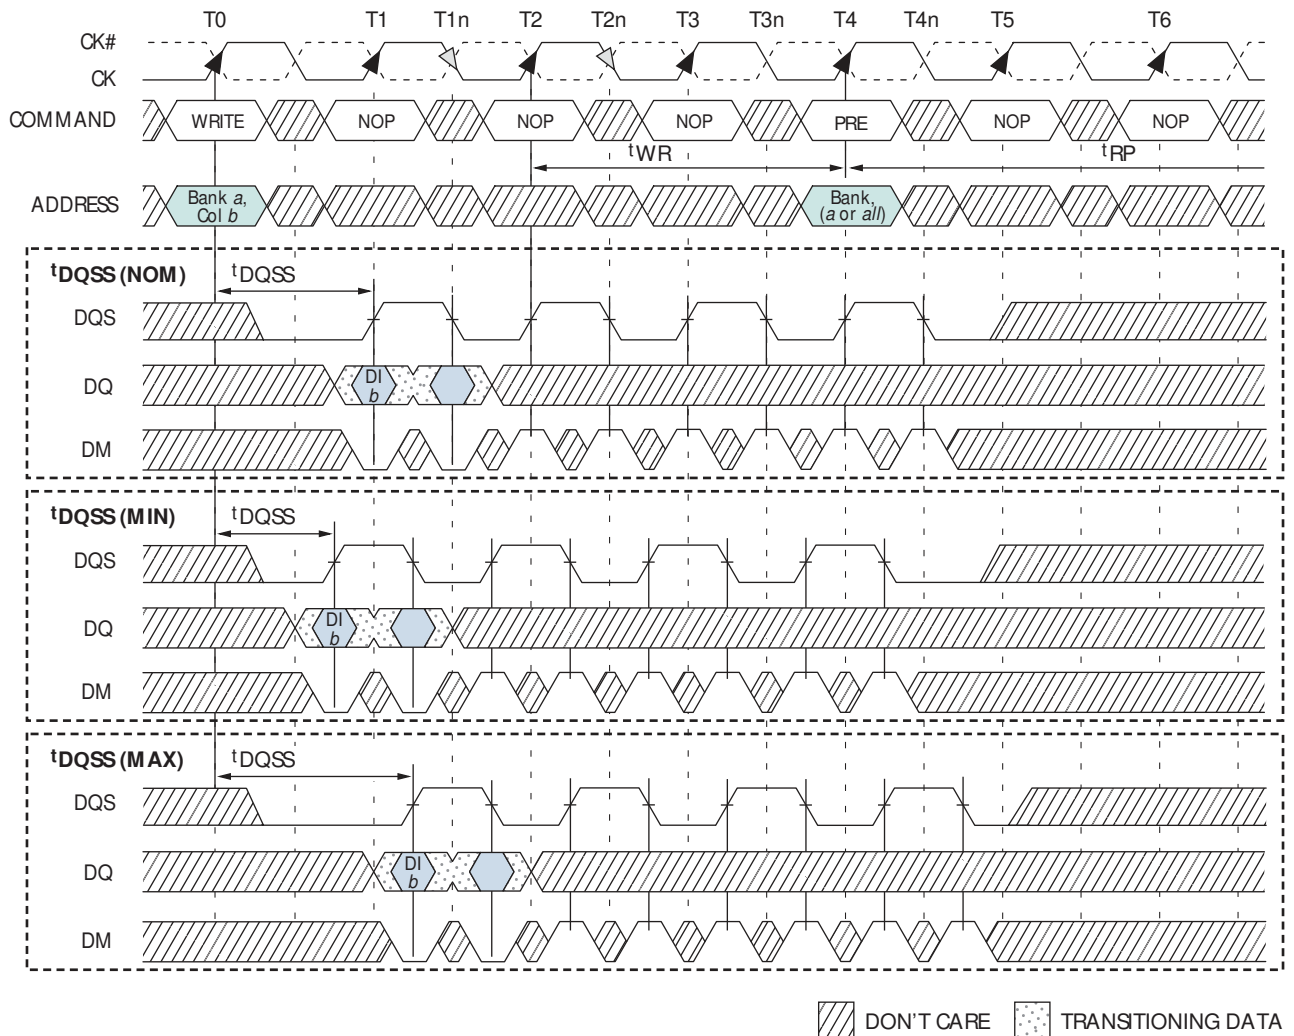 T0 T1 T1n T2 T2n T3 T3n T4 T4n T5 T6
CK#
CK
COMMAND WRITE NOP NOP NOP PRE NOP NOP
tWR tRP
ADDRESS Bank a, Col b Bank, (a or all)
tDQSS (NOM) tDQSS
DQS
DQ DI b
DM
tDQSS (MIN) tDQSS
DQS
DQ DI b
DM
tDQSS (MAX) tDQSS
DQS
DQ DI b
DM
DON'T CARE TRANSITIONING DATA